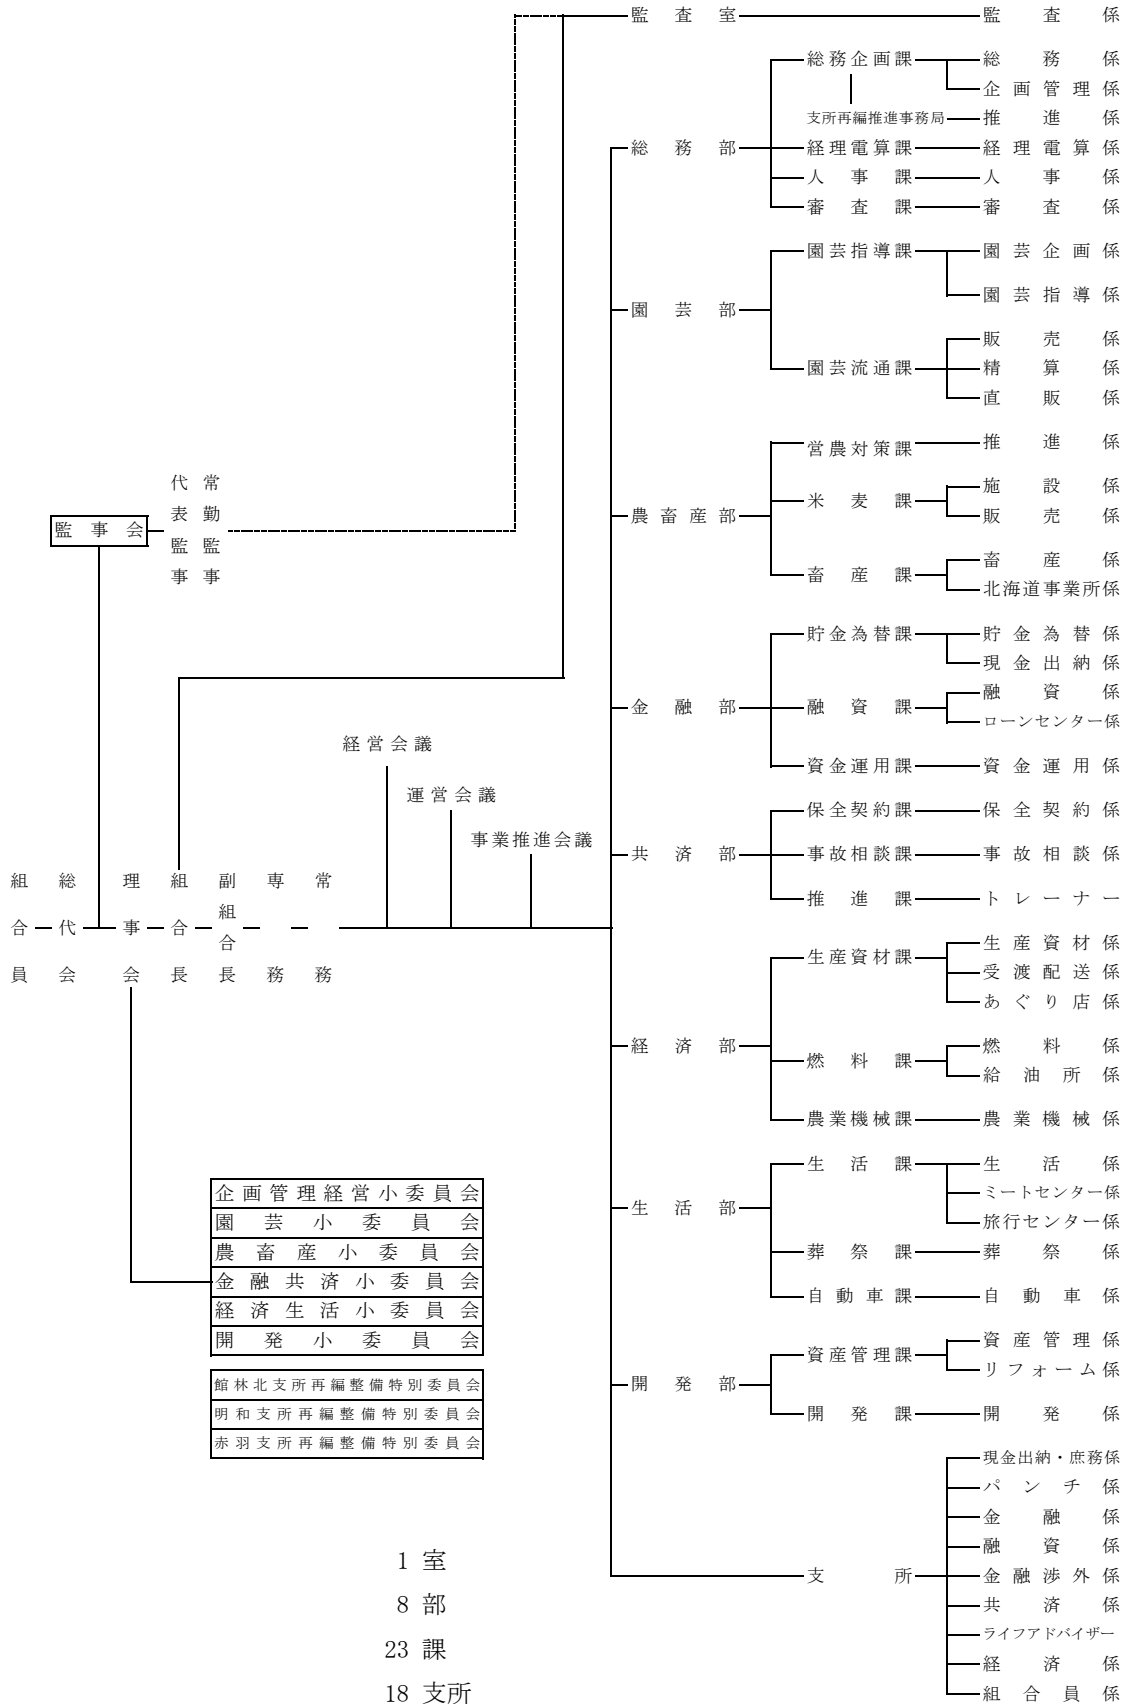 監査室 監査係
総務企画課 総務係
企画管理係
支所再編推進事務局 推進係
総務部 経理電算課 経理電算係
人事課 人事係
審査課 審査係
園芸指導課 園芸企画係
園芸指導係
園芸部
販売係
園芸流通課 精算係
直販係
営農対策課 推進係
米麦課 施設係
農畜産部 販売係
畜産課 畜産係
北海道事業所係
貯金為替課 貯金為替係
現金出納係
金融部 融資課 融資係
ローンセンター係
資金運用課 資金運用係
保全契約課 保全契約係
共済部 事故相談課 事故相談係
推進課 トレーナー
生産資材課 生産資材係
受渡配送係
あぐり店係
経済部 燃料課 燃料係
給油所係
農業機械課 農業機械係
生活課 生活係
ミートセンター係
生活部 旅行センター係
葬祭課 葬祭係
自動車課 自動車係
資産管理課 資産管理係
リフォーム係
開発部
開発課 開発係
現金出納・庶務係
パンチ係
金融係
融資係
支所 金融渉外係
共済係
ライフアドバイザー
経済係
組合員係
監事会
代表監事
常勤監事
経営会議
運営会議
事業推進会議
組合員
総代会
理事会
組合長
副組合長
専務
常務
企画管理経営小委員会
園芸小委員会
農畜産小委員会
金融共済小委員会
経済生活小委員会
開発小委員会
館林北支所再編整備特別委員会
明和支所再編整備特別委員会
赤羽支所再編整備特別委員会
1 室
8 部
23 課
18 支所